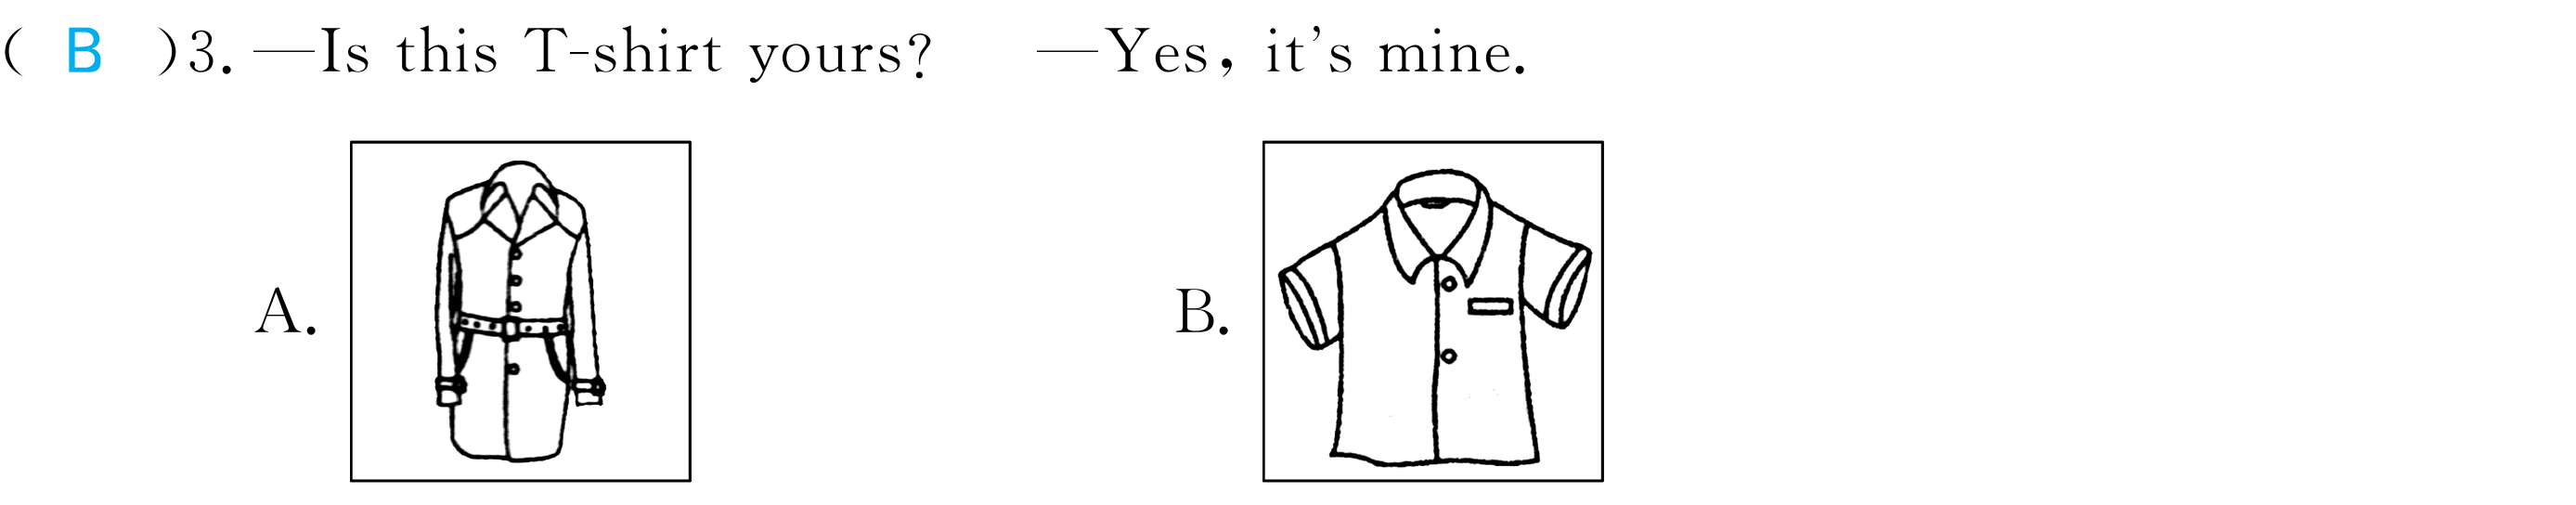 ( B )3. —Is this T-shirt yours? —Yes, it's mine.
A. B.